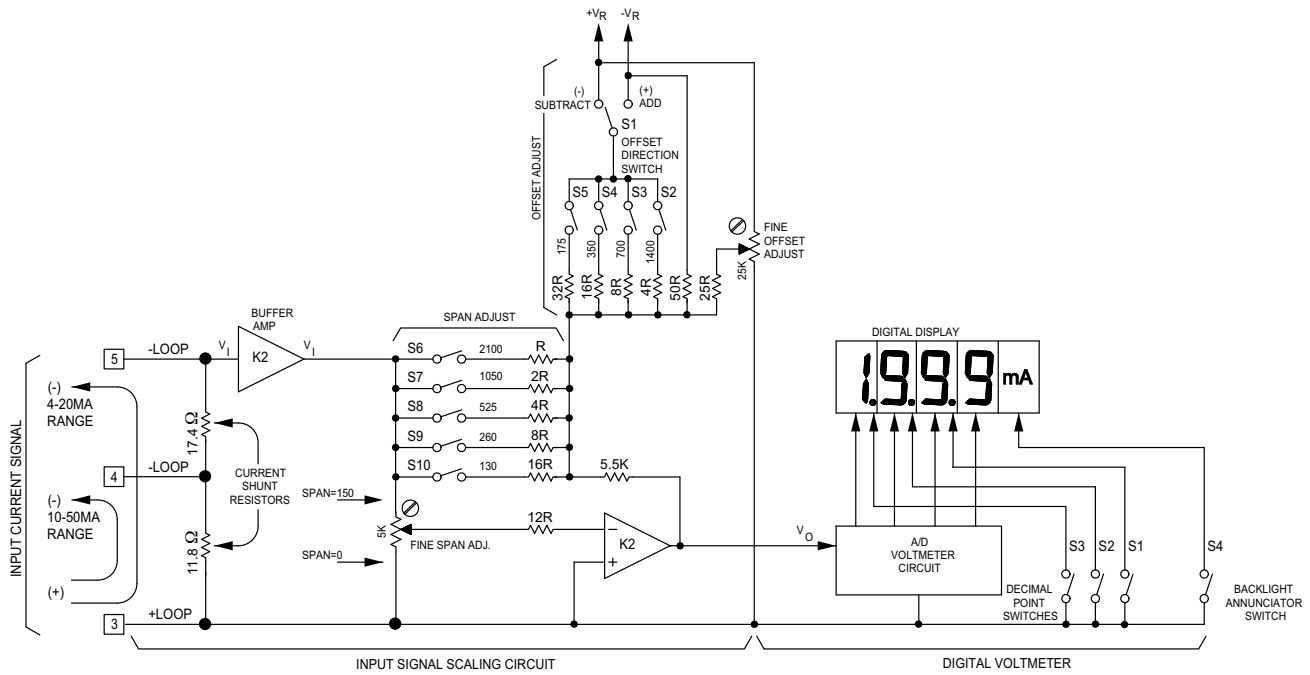 +VR
-VR
(-)
SUBTRACT
(+)
ADD
S1
OFFSET
DIRECTION
SWITCH
OFFSET ADJUST
S5
S4
S3
S2
175
350
700
1400
32R
16R
8R
4R
50R
25R
25K
FINE
OFFSET
ADJUST
BUFFER
AMP
K2
VI
VI
SPAN ADJUST
S6
2100
R
S7
1050
2R
S8
525
4R
S9
260
8R
S10
130
16R
5.5K
SPAN=150
5K
FINE SPAN ADJ.
SPAN=0
12R
K2
−
+
INPUT CURRENT SIGNAL
5
-LOOP
(-)
4-20MA
RANGE
17.4 Ω
4
-LOOP
CURRENT
SHUNT
RESISTORS
(-)
10-50MA
RANGE
11.8 Ω
(+)
3
+LOOP
DIGITAL DISPLAY
1.9.9.9
mA
VO
A/D
VOLTMETER
CIRCUIT
DECIMAL
POINT
SWITCHES
S3
S2
S1
S4
BACKLIGHT
ANNUNCIATOR
SWITCH
INPUT SIGNAL SCALING CIRCUIT
DIGITAL VOLTMETER